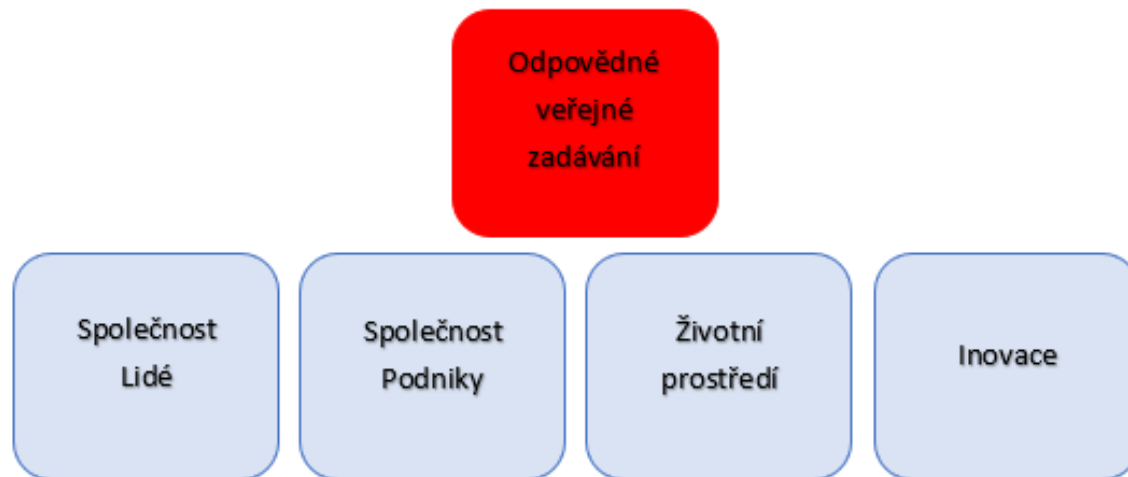 Odpovědné
veřejné
zadávání
Společnost
Lidé
Společnost
Podniky
Životní
prostředí
Inovace